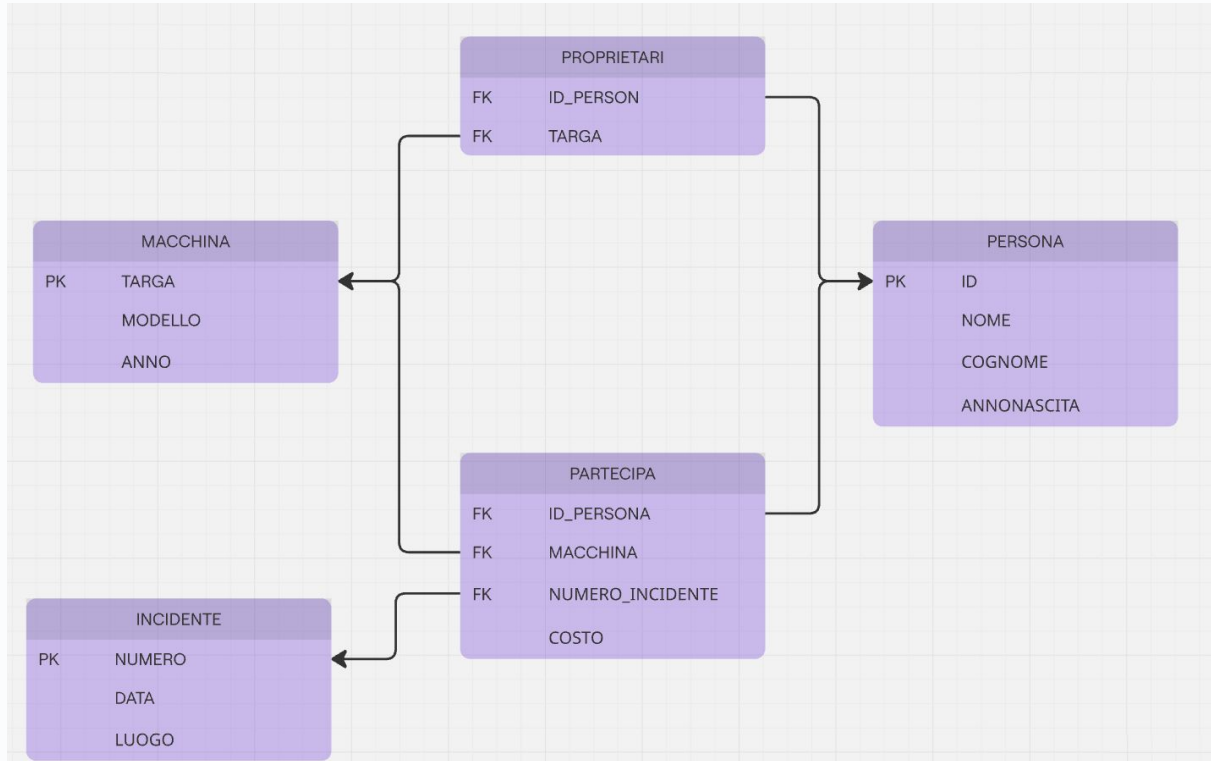 PROPRIETARI
FK ID_PERSON
FK TARGA
MACCHINA
PK TARGA
MODELLO
ANNO
PERSONA
PK ID
NOME
COGNOME
ANNONASCITA
PARTECIPA
FK ID_PERSONA
FK MACCHINA
FK NUMERO_INCIDENTE
COSTO
INCIDENTE
PK NUMERO
DATA
LUOGO